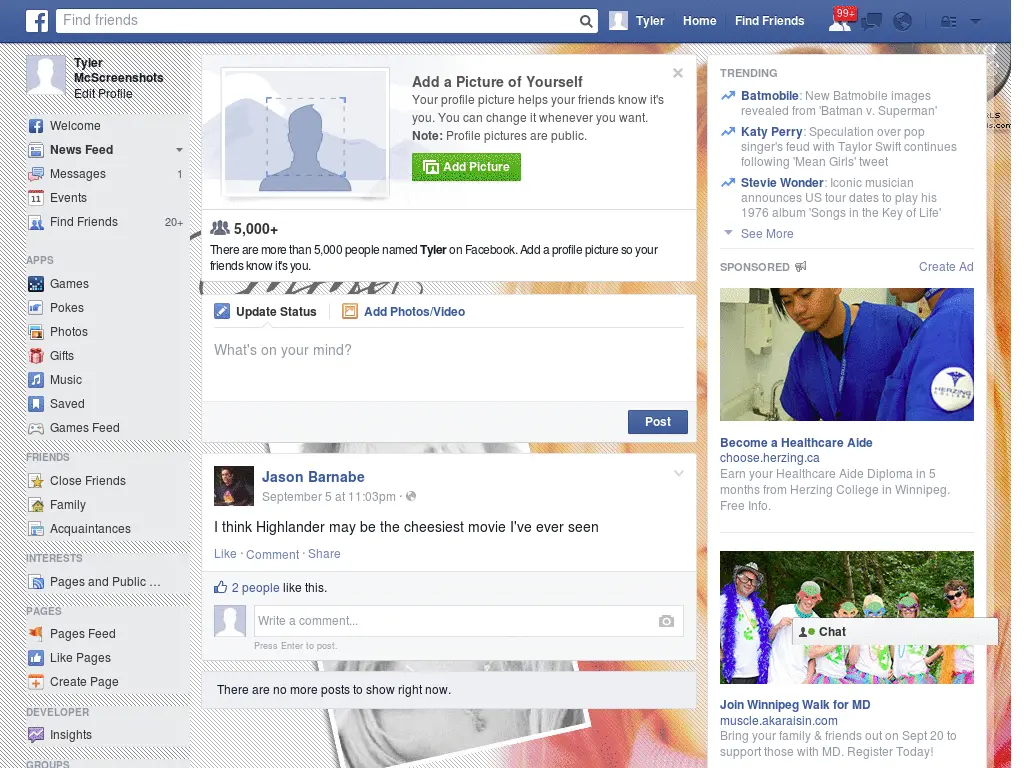 Find friends
Tyler
Home
Find Friends
99+
Tyler
McScreenshots
Edit Profile
Welcome
News Feed
Messages 1
11 Events
Find Friends 20+
APPS
Games
Pokes
Photos
Gifts
Music
Saved
Games Feed
FRIENDS
Close Friends
Family
Acquaintances
INTERESTS
Pages and Public ...
PAGES
Pages Feed
Like Pages
Create Page
DEVELOPER
Insights
GROUPS
Add a Picture of Yourself
Your profile picture helps your friends know it's
you. You can change it whenever you want.
Note: Profile pictures are public.
Add Picture
5,000+
There are more than 5,000 people named Tyler on Facebook. Add a profile picture so your
friends know it's you.
Update Status
Add Photos/Video
What's on your mind?
Post
Jason Barnabe
September 5 at 11:03pm ·
I think Highlander may be the cheesiest movie I've ever seen
Like · Comment · Share
2 people like this.
Write a comment...
Press Enter to post.
There are no more posts to show right now.
TRENDING
Batmobile: New Batmobile images
revealed from 'Batman v. Superman'
Katy Perry: Speculation over pop
singer's feud with Taylor Swift continues
following 'Mean Girls' tweet
Stevie Wonder: Iconic musician
announces US tour dates to play his
1976 album 'Songs in the Key of Life'
See More
SPONSORED
Create Ad
HERZING
COLLEGE
Become a Healthcare Aide
choose.herzing.ca
Earn your Healthcare Aide Diploma in 5
months from Herzing College in Winnipeg.
Free Info.
Chat
Join Winnipeg Walk for MD
muscle.akaraisin.com
Bring your family & friends out on Sept 20 to
support those with MD. Register Today!